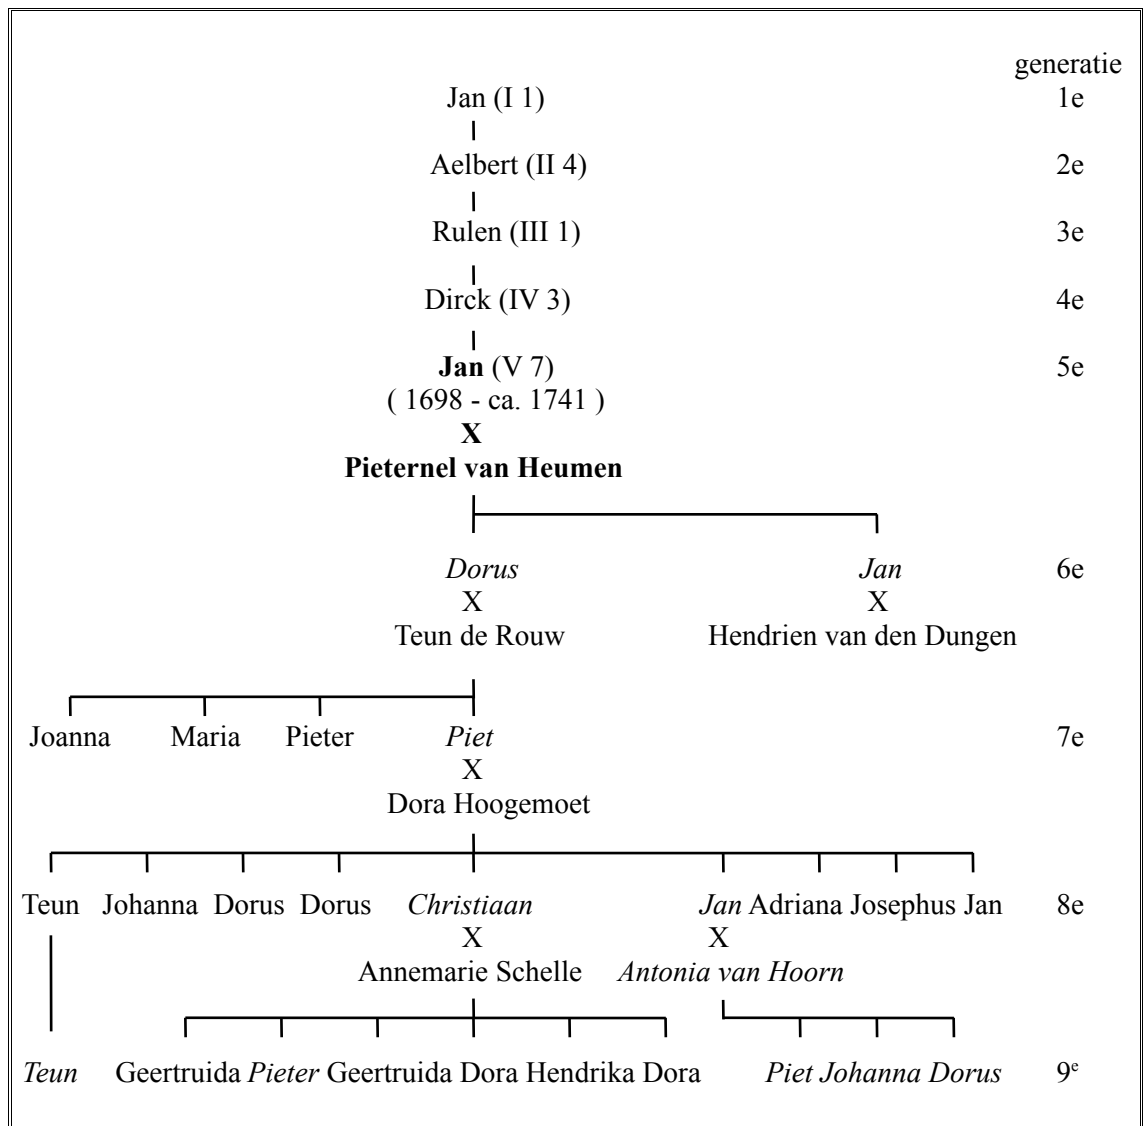 generatie
Jan (I 1) 1e
Aelbert (II 4) 2e
Rulen (III 1) 3e
Dirck (IV 3) 4e
Jan (V 7) 5e
( 1698 - ca. 1741 )
X
Pieternel van Heumen
Dorus Jan 6e
X X
Teun de Rouw Hendrien van den Dungen
Joanna Maria Pieter Piet 7e
X
Dora Hoogemoet
Teun Johanna Dorus Dorus Christiaan Jan Adriana Josephus Jan 8e
X X
Annemarie Schelle Antonia van Hoorn
Teun Geertruida Pieter Geertruida Dora Hendrika Dora Piet Johanna Dorus 9e